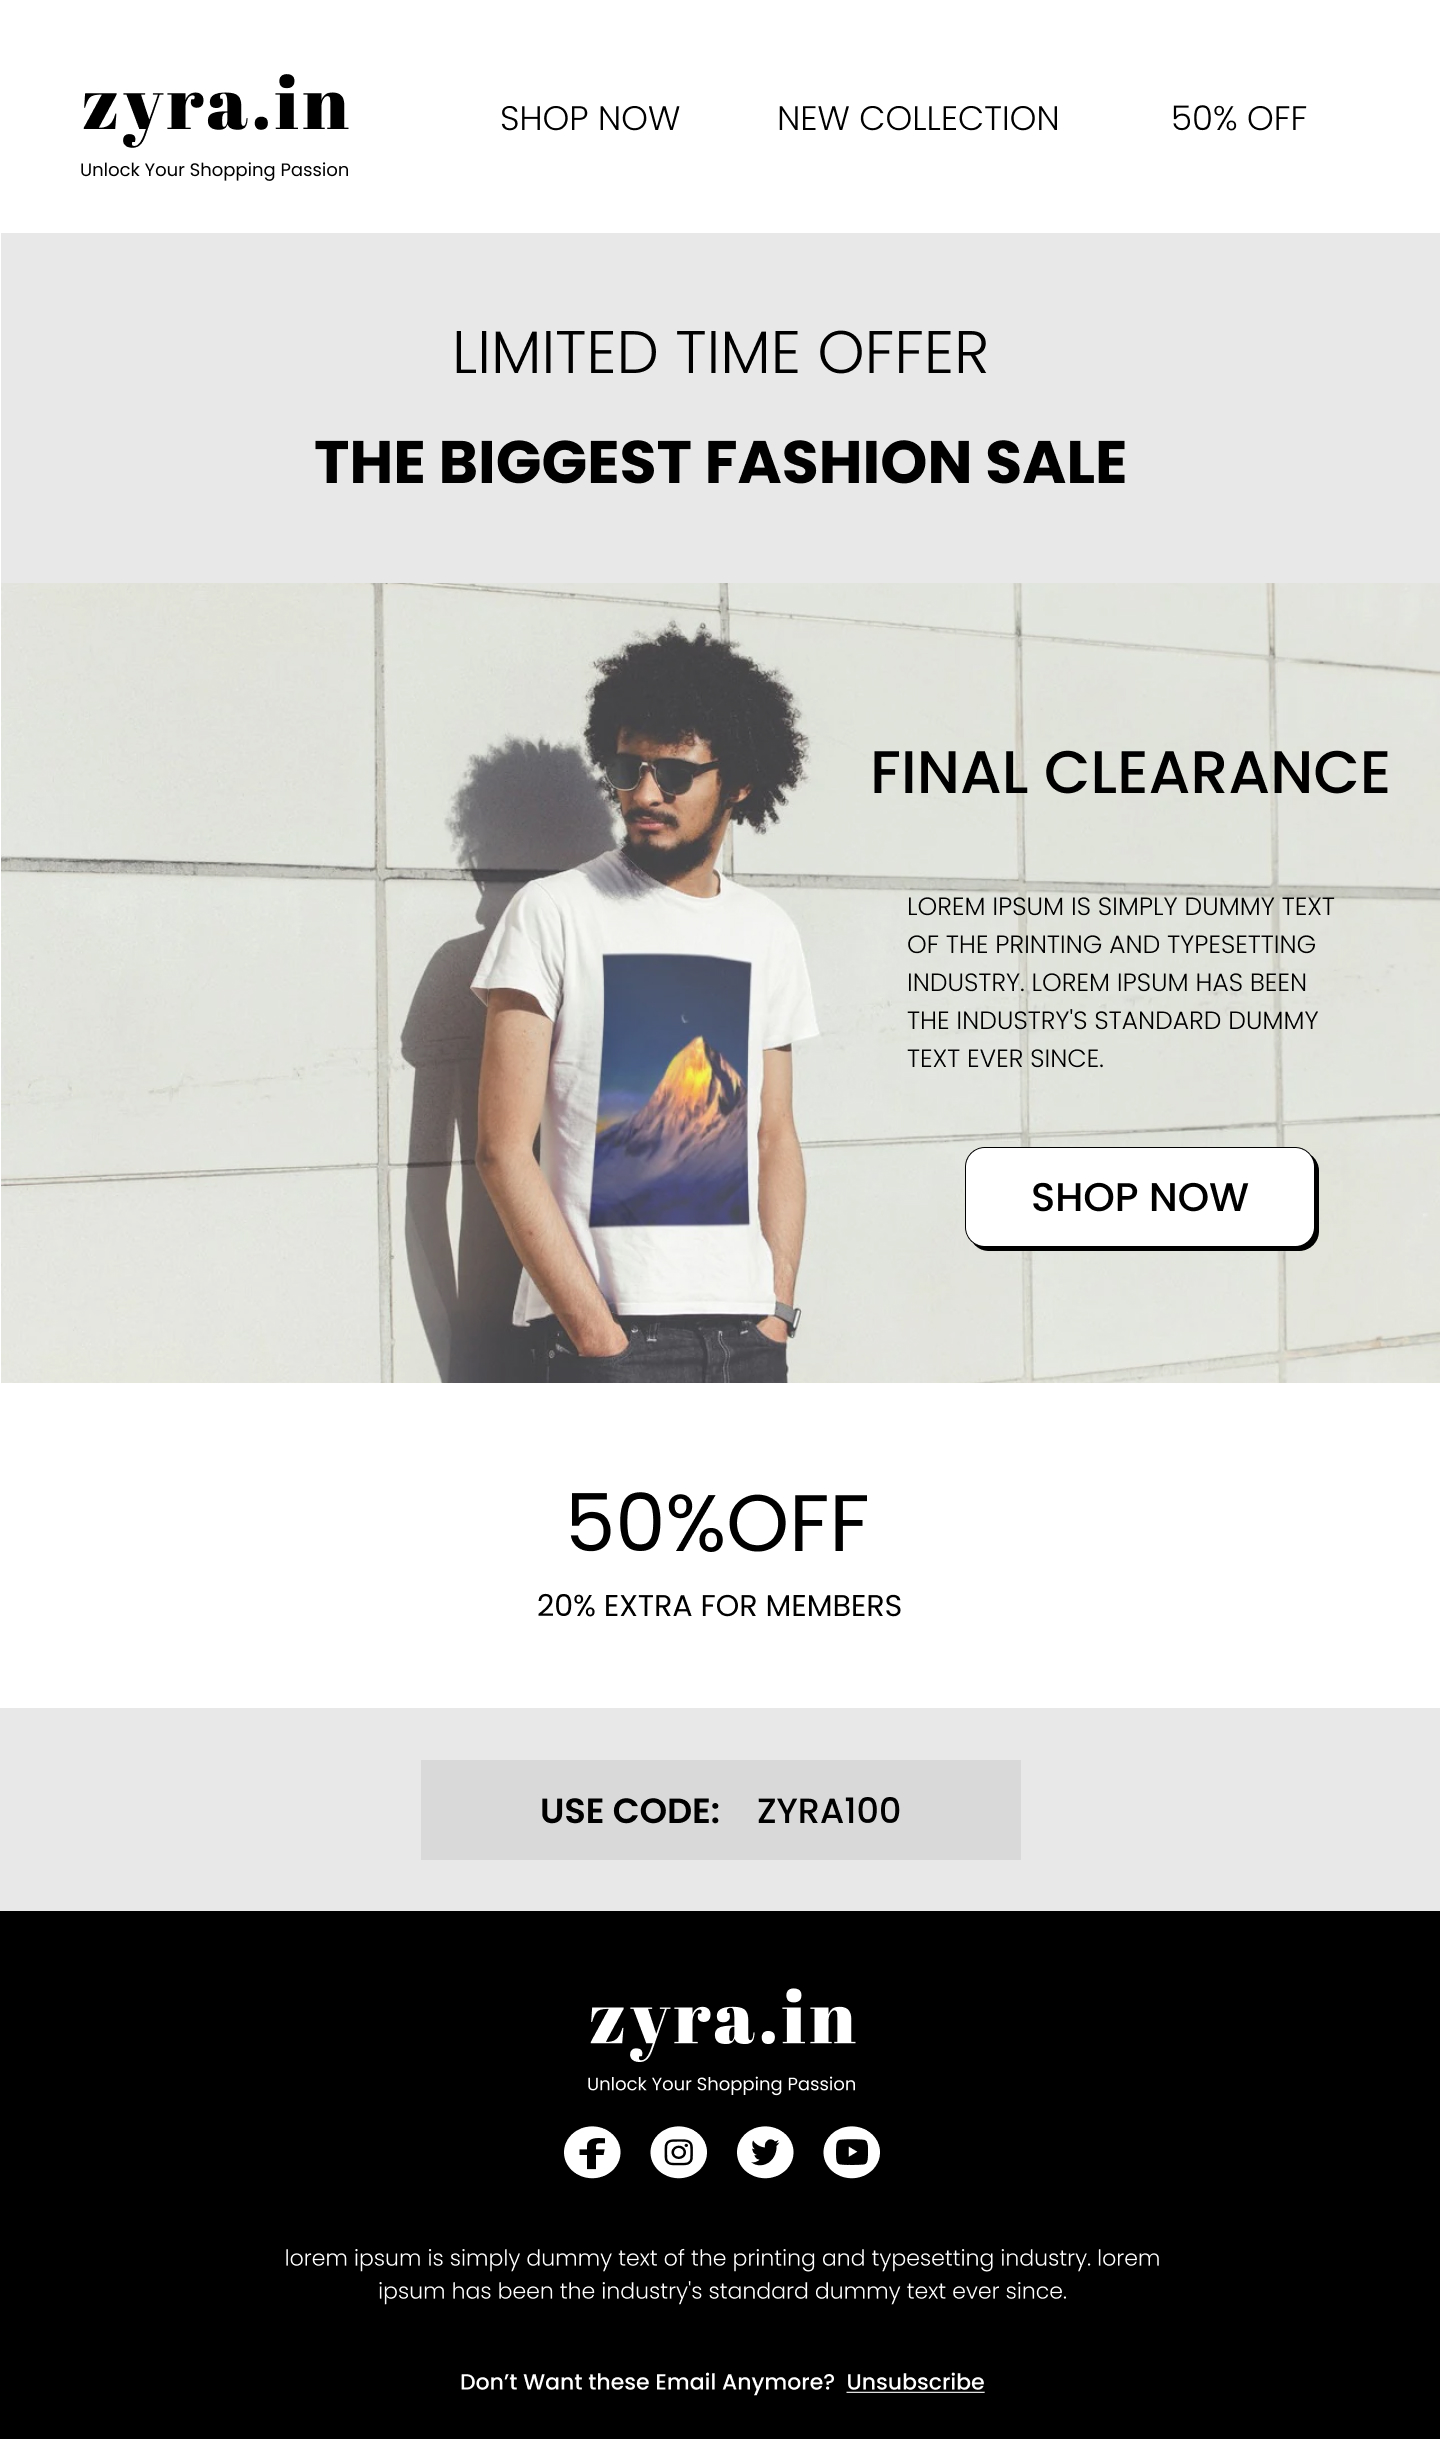 zyra.in
Unlock Your Shopping Passion
SHOP NOW
NEW COLLECTION
50% OFF
LIMITED TIME OFFER
THE BIGGEST FASHION SALE
FINAL CLEARANCE
LOREM IPSUM IS SIMPLY DUMMY TEXT
OF THE PRINTING AND TYPESETTING
INDUSTRY. LOREM IPSUM HAS BEEN
THE INDUSTRY'S STANDARD DUMMY
TEXT EVER SINCE.
SHOP NOW
50%OFF
20% EXTRA FOR MEMBERS
USE CODE: ZYRA100
zyra.in
Unlock Your Shopping Passion
lorem ipsum is simply dummy text of the printing and typesetting industry. lorem
ipsum has been the industry's standard dummy text ever since.
Don’t Want these Email Anymore? Unsubscribe